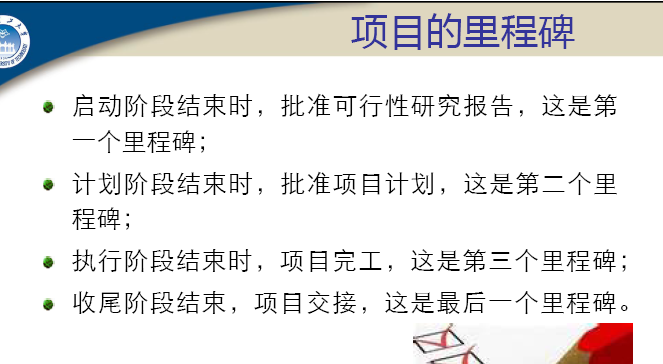 项目的里程碑
启动阶段结束时，批准可行性研究报告，这是第
一个里程碑；
计划阶段结束时，批准项目计划，这是第二个里
程碑；
执行阶段结束时，项目完工，这是第三个里程碑；
收尾阶段结束，项目交接，这是最后一个里程碑。